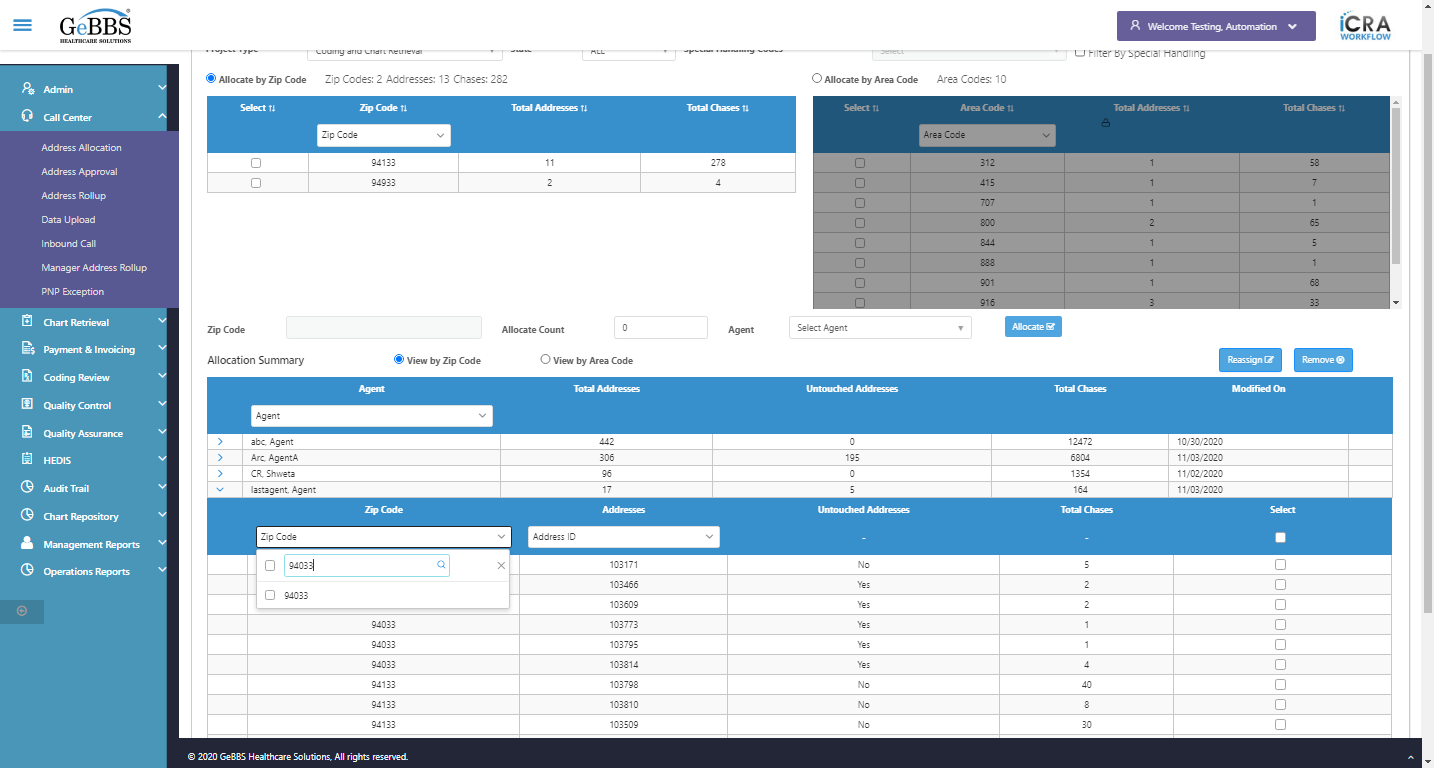 GeBBS
HEALTHCARE SOLUTIONS
Welcome Testing, Automation
iCRA
WORKFLOW
Project Type
Coding and Chart Retrieval
State
ALL
Special Handling Codes
Select
Filter By Special Handling
Admin
Call Center
Address Allocation
Address Approval
Address Rollup
Data Upload
Inbound Call
Manager Address Rollup
PNP Exception
Chart Retrieval
Payment & Invoicing
Coding Review
Quality Control
Quality Assurance
HEDIS
Audit Trail
Chart Repository
Management Reports
Operations Reports
Allocate by Zip Code Zip Codes: 2 Addresses: 13 Chases: 282
Select Zip Code Total Addresses Total Chases
Zip Code
94133 11 278
94933 2 4
Allocate by Area Code Area Codes: 10
Select Area Code Total Addresses Total Chases
Area Code
312 1 58
415 1 7
707 1 1
800 2 65
844 1 5
888 1 1
901 1 68
916 3 33
Zip Code Allocate Count 0 Agent Select Agent Allocate
Allocation Summary View by Zip Code View by Area Code Reassign Remove
Agent Total Addresses Untouched Addresses Total Chases Modified On
Agent
abc, Agent 442 0 12472 10/30/2020
Arc, AgentA 306 195 6804 11/03/2020
CR, Shweta 96 0 1354 11/02/2020
lastagent, Agent 17 5 164 11/03/2020
Zip Code Addresses Untouched Addresses Total Chases Select
Zip Code Address ID - -
94033
94033
103171 No 5
103466 Yes 2
103609 Yes 2
94033 103773 Yes 1
94033 103795 Yes 1
94033 103814 Yes 4
94133 103798 No 40
94133 103810 No 8
94133 103509 No 30
© 2020 GeBBS Healthcare Solutions, All rights reserved.